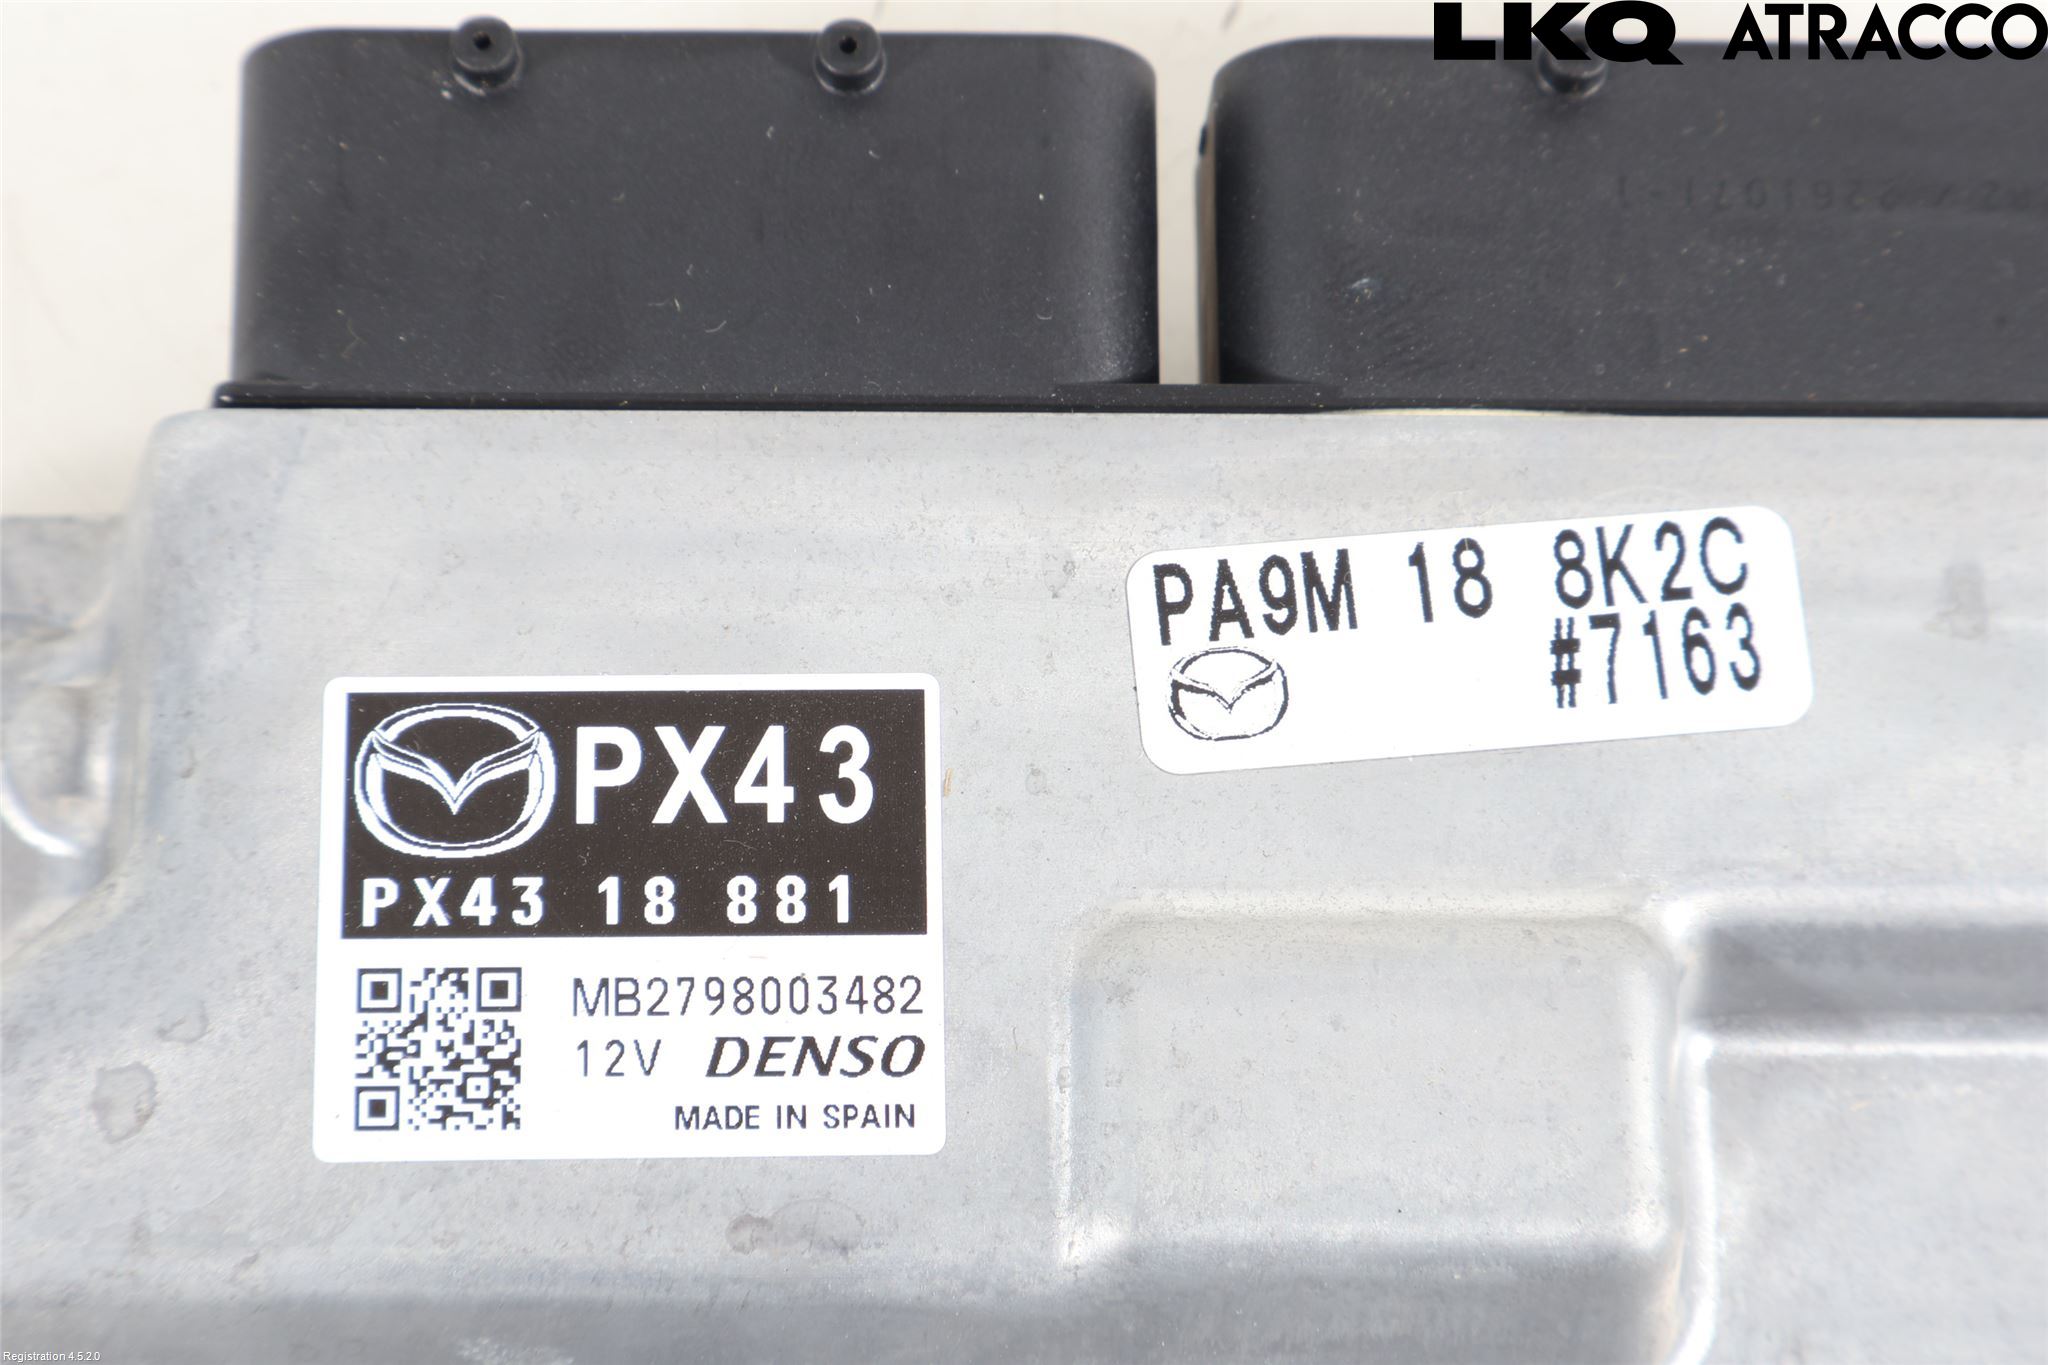 LKQ ATRACCO
PA9M 18 8K2C
#7163
PX43
PX43 18 881
MB2798003482
12V DENSO
MADE IN SPAIN
Registration 4.5.2.0